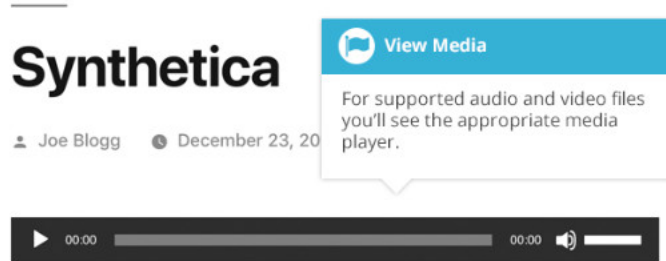 Synthetica
View Media
For supported audio and video files
you'll see the appropriate media
player.
Joe Blogg
December 23, 20
00:00
00:00